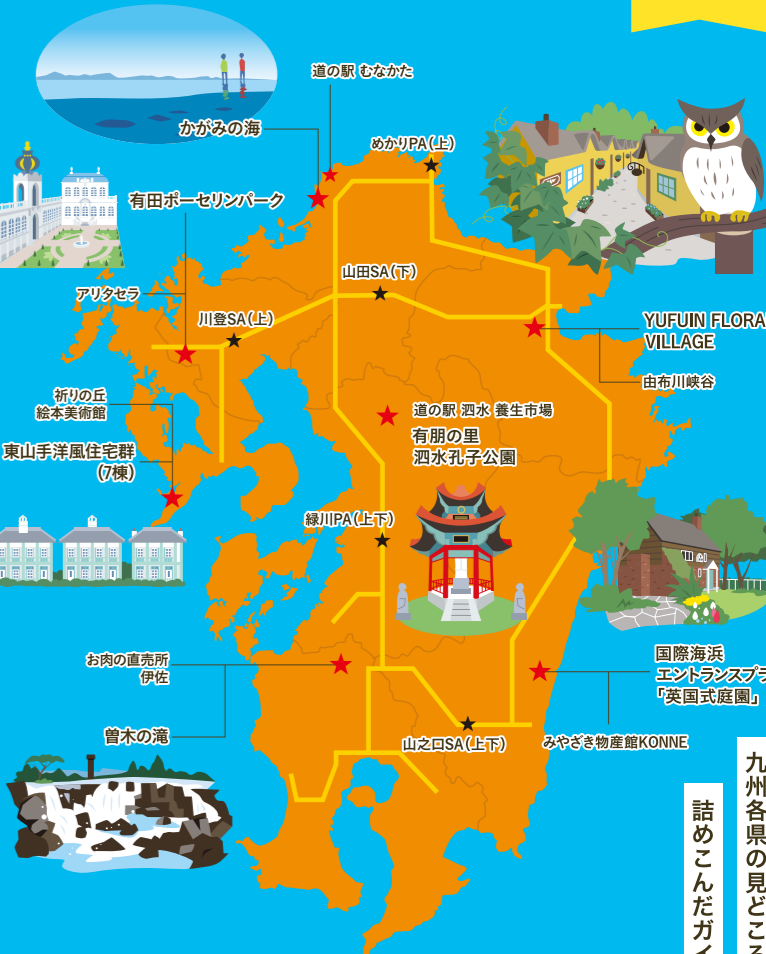 道の駅 むなかた
かがみの海
めかりPA（上）
有田ポーセリンパーク
山田SA（下）
アリタセラ
川登SA（上）
YUFUIN FLORA
VILLAGE
由布川峡谷
祈りの丘
絵本美術館
道の駅 泗水 養生市場
有朋の里
泗水孔子公園
東山手洋風住宅群
（7棟）
緑川PA（上下）
お肉の直売所
伊佐
国際海浜
エントランスプラ
「英国式庭園」
曽木の滝
山之口SA（上下）
みやざき物産館KONNE
九州各県の見どころ
詰めこんだガイ